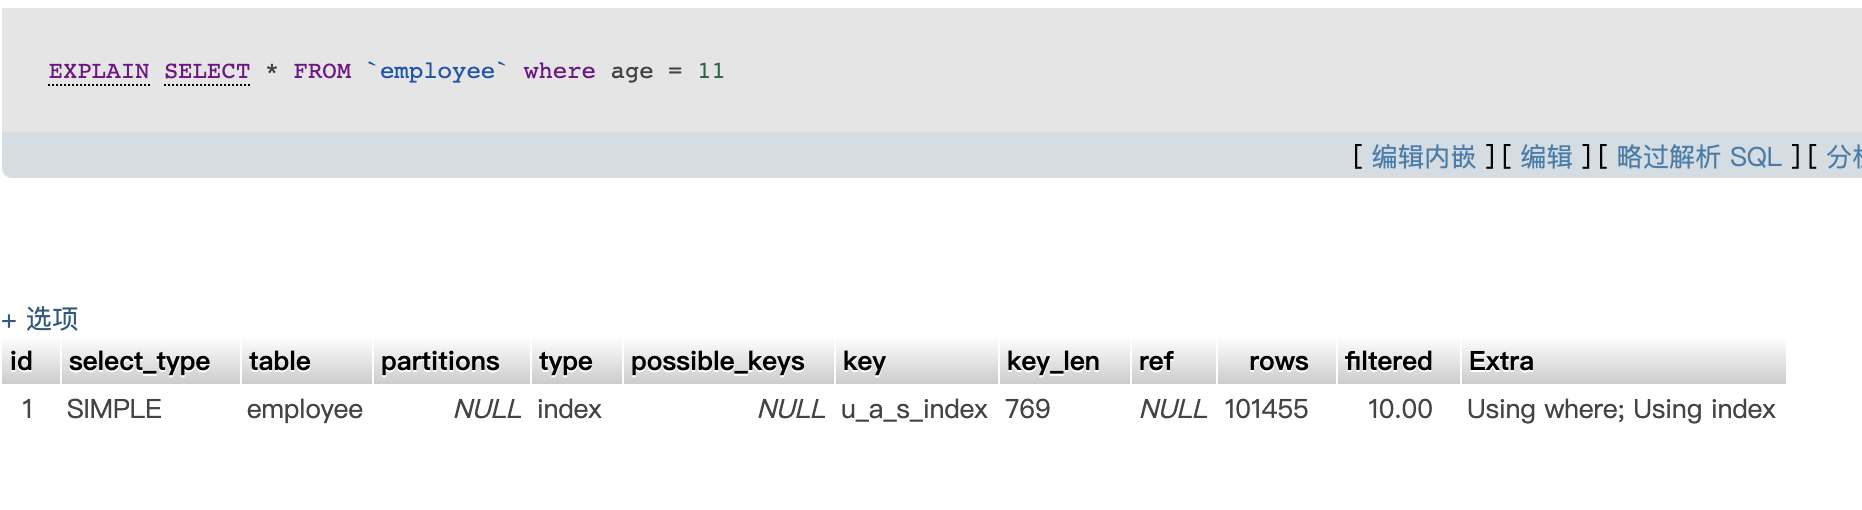 EXPLAIN SELECT * FROM `employee` where age = 11
[ 编辑内嵌 ] [ 编辑 ] [ 略过解析 SQL ] [ 分
+ 选项
id select_type table partitions type possible_keys key key_len ref rows filtered Extra
1 SIMPLE employee NULL index NULL u_a_s_index 769 NULL 101455 10.00 Using where; Using index